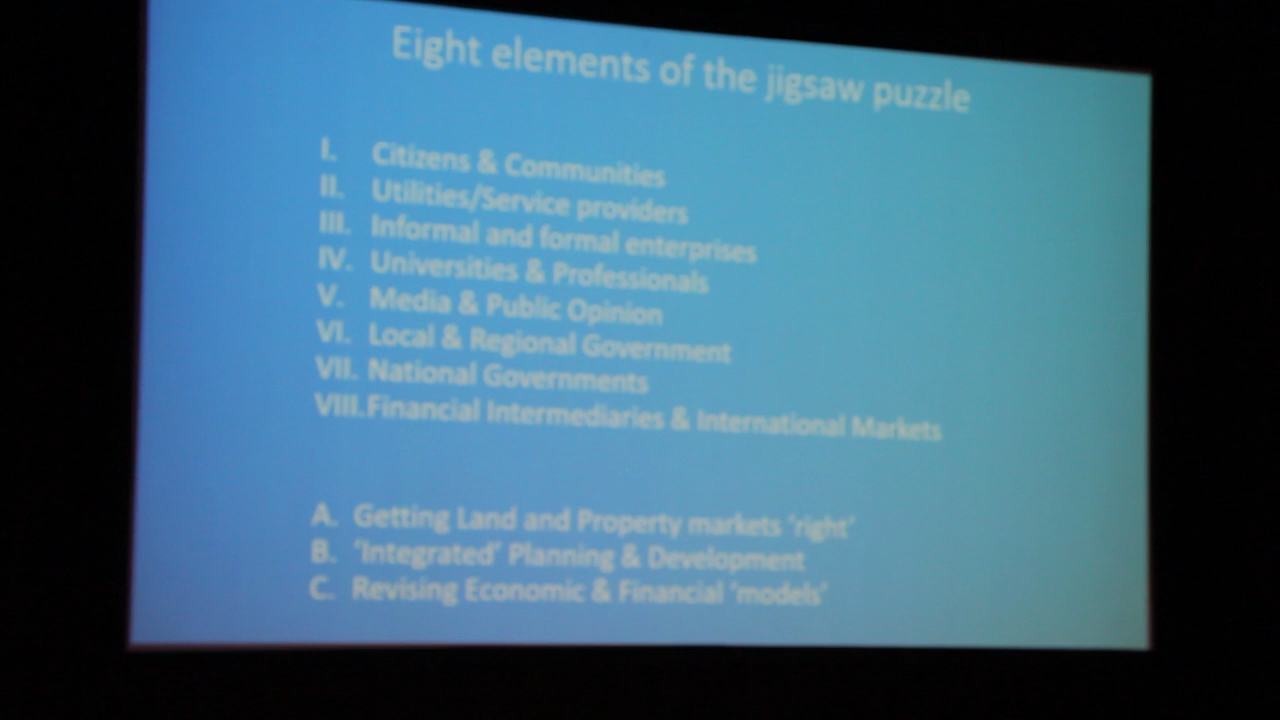 Eight elements of the jigsaw puzzle
I. Citizens & Communities
II. Utilities/Service providers
III. Informal and formal enterprises
IV. Universities & Professionals
V. Media & Public Opinion
VI. Local & Regional Government
VII. National Governments
VIII. Financial Intermediaries & International Markets
A. Getting Land and Property markets ‘right’
B. ‘Integrated’ Planning & Development
C. Revising Economic & Financial ‘models’